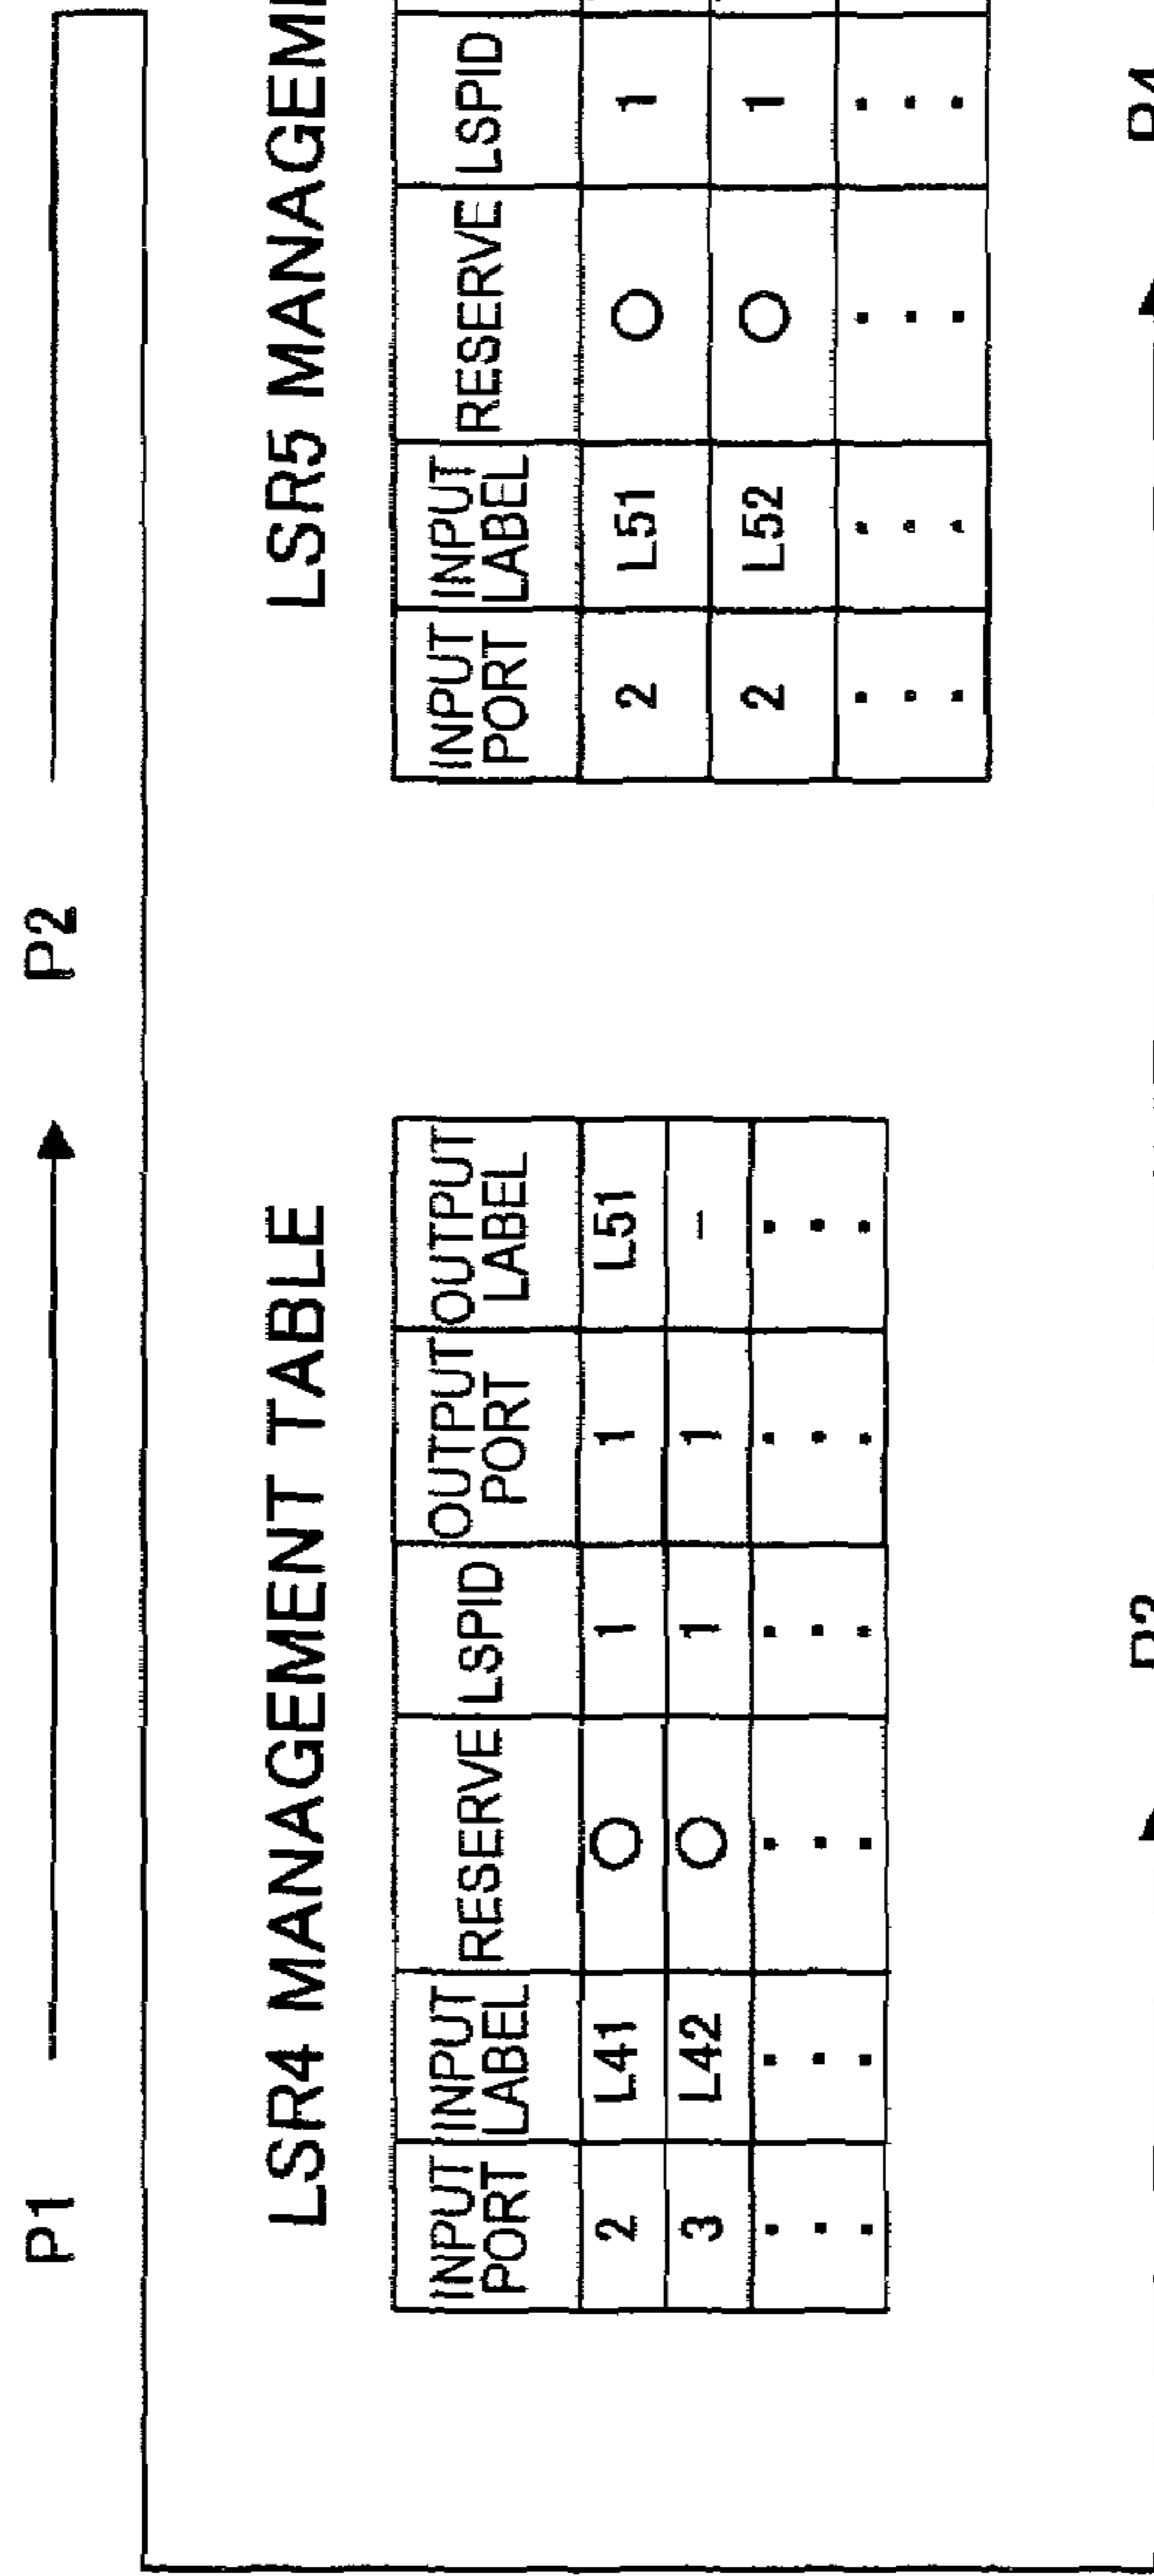 P1 P2
LSR4 MANAGEMENT TABLE
INPUT PORT INPUT LABEL RESERVE LSPID OUTPUT PORT OUTPUT LABEL
2 L41 ○ 1 1 L51
3 L42 ○ 1 1 –
LSR5 MANAGEM
INPUT PORT INPUT LABEL RESERVE LSPID
2 L51 ○ 1
2 L52 ○ 1